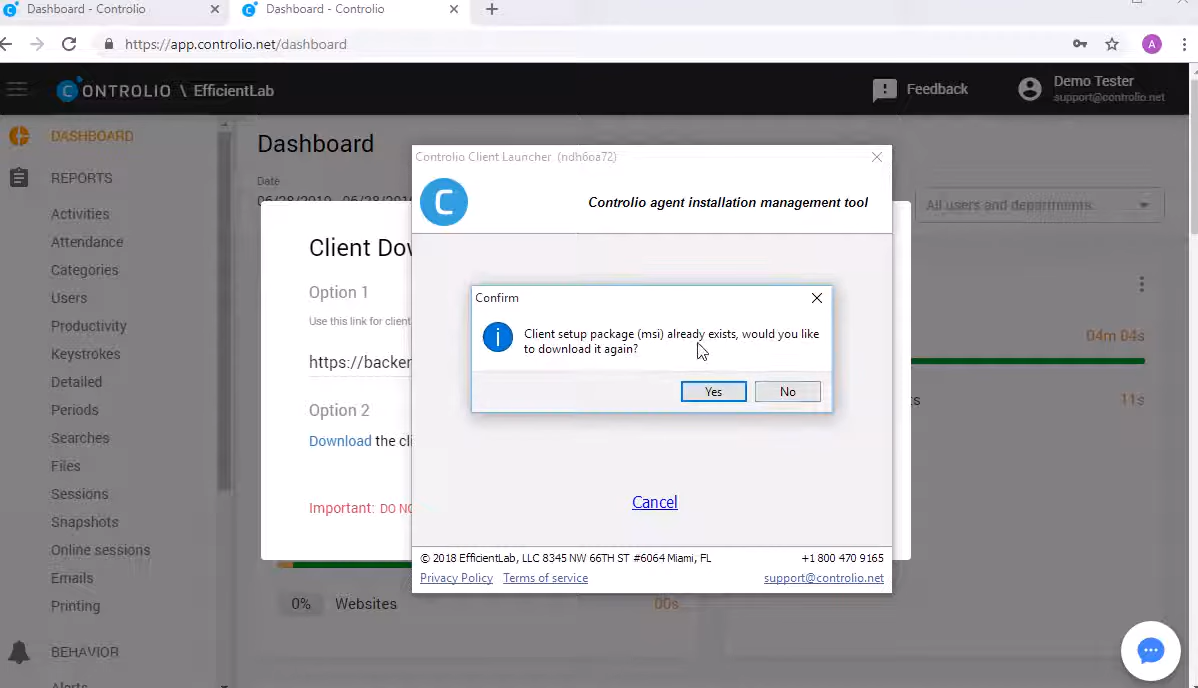 Dashboard - Controlio
Dashboard - Controlio
https://app.controlio.net/dashboard
A
CONTROLIO \ EfficientLab
Feedback
Demo Tester
support@controlio.net
DASHBOARD
REPORTS
Activities
Attendance
Categories
Users
Productivity
Keystrokes
Detailed
Periods
Searches
Files
Sessions
Snapshots
Online sessions
Emails
Printing
BEHAVIOR
Alerts
Dashboard
Date
All users and departments
04m 04s
11s
Client Dow
Option 1
Use this link for client
https://backen
Option 2
Download the cli
Important: DO NO
0% Websites
00s
Controlio Client Launcher (ndh6oa72)
C
Controlio agent installation management tool
Confirm
Client setup package (msi) already exists, would you like
to download it again?
Yes
No
Cancel
© 2018 EfficientLab, LLC 8345 NW 66TH ST #6064 Miami, FL
+1 800 470 9165
Privacy Policy
Terms of service
support@controlio.net